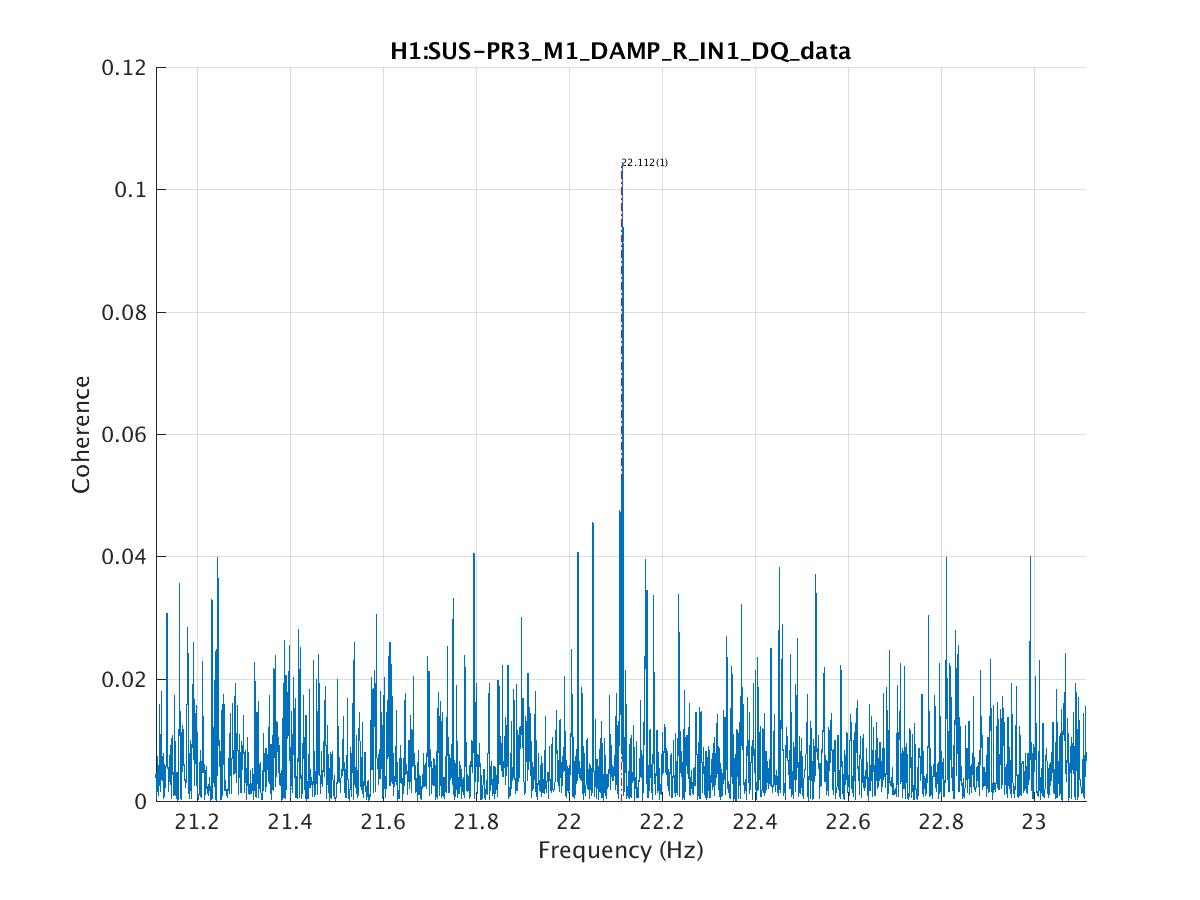 H1:SUS-PR3_M1_DAMP_R_IN1_DQ_data
0.12
0.1
0.08
0.06
0.04
0.02
0
Coherence
22.112(1)
21.2 21.4 21.6 21.8 22 22.2 22.4 22.6 22.8 23
Frequency (Hz)